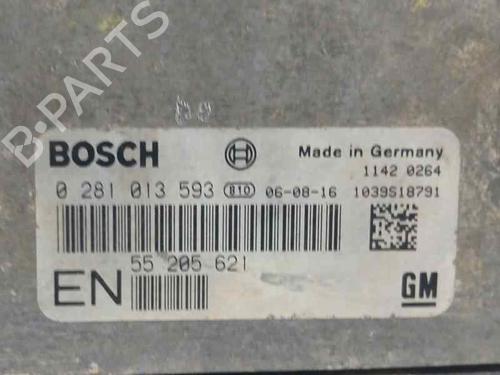 B-PARTS
BOSCH
Made in Germany
1142 0264
0 281 013 593 810 06-08-16 1039S18791
55 205 621
EN
GM